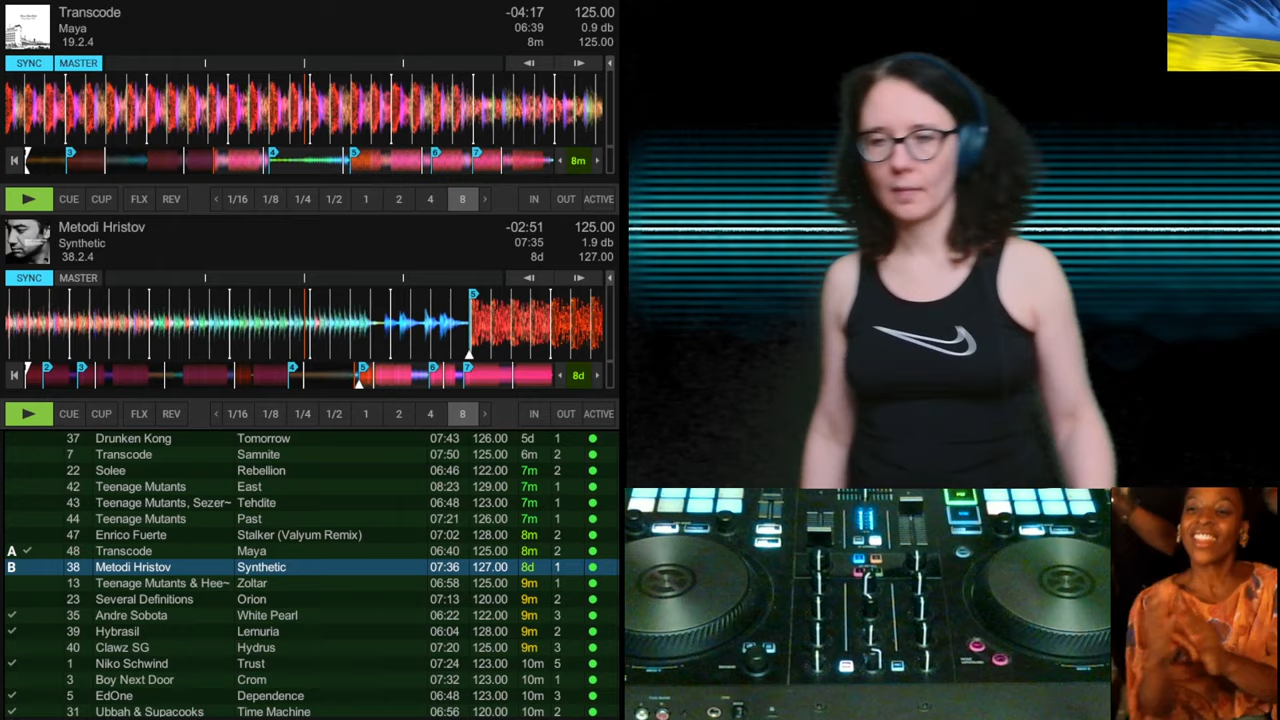 Transcode -04:17 125.00
Maya 06:39 0.9 db
19.2.4 8m 125.00
SYNC MASTER
3 4 5 6 7 8m
CUE CUP FLX REV 1/16 1/8 1/4 1/2 1 2 4 8 IN OUT ACTIVE
Metodi Hristov -02:51 125.00
Synthetic 07:35 1.9 db
38.2.4 8d 127.00
SYNC MASTER
5
2 3 4 5 6 7 8d
CUE CUP FLX REV 1/16 1/8 1/4 1/2 1 2 4 8 IN OUT ACTIVE
37 Drunken Kong Tomorrow 07:43 126.00 5d 1
7 Transcode Samnite 07:50 125.00 6m 2
22 Solee Rebellion 06:46 122.00 7m 2
42 Teenage Mutants East 08:23 129.00 7m 1
43 Teenage Mutants, Sezer~ Tehdite 06:48 123.00 7m 1
44 Teenage Mutants Past 07:21 126.00 7m 1
47 Enrico Fuerte Stalker (Valyum Remix) 07:02 128.00 8m 2
A 48 Transcode Maya 06:40 125.00 8m 2
B 38 Metodi Hristov Synthetic 07:36 127.00 8d 1
13 Teenage Mutants & Hee~ Zoltar 06:58 125.00 9m 1
23 Several Definitions Orion 07:13 120.00 9m 2
35 Andre Sobota White Pearl 06:22 122.00 9m 3
39 Hybrasil Lemuria 06:04 128.00 9m 2
40 Clawz SG Hydrus 07:20 125.00 9m 3
1 Niko Schwind Trust 07:24 123.00 10m 5
3 Boy Next Door Crom 07:32 123.00 10m 1
5 EdOne Dependence 06:48 123.00 10m 2
31 Ubbah & Supacooks Time Machine 06:56 120.00 10m 2